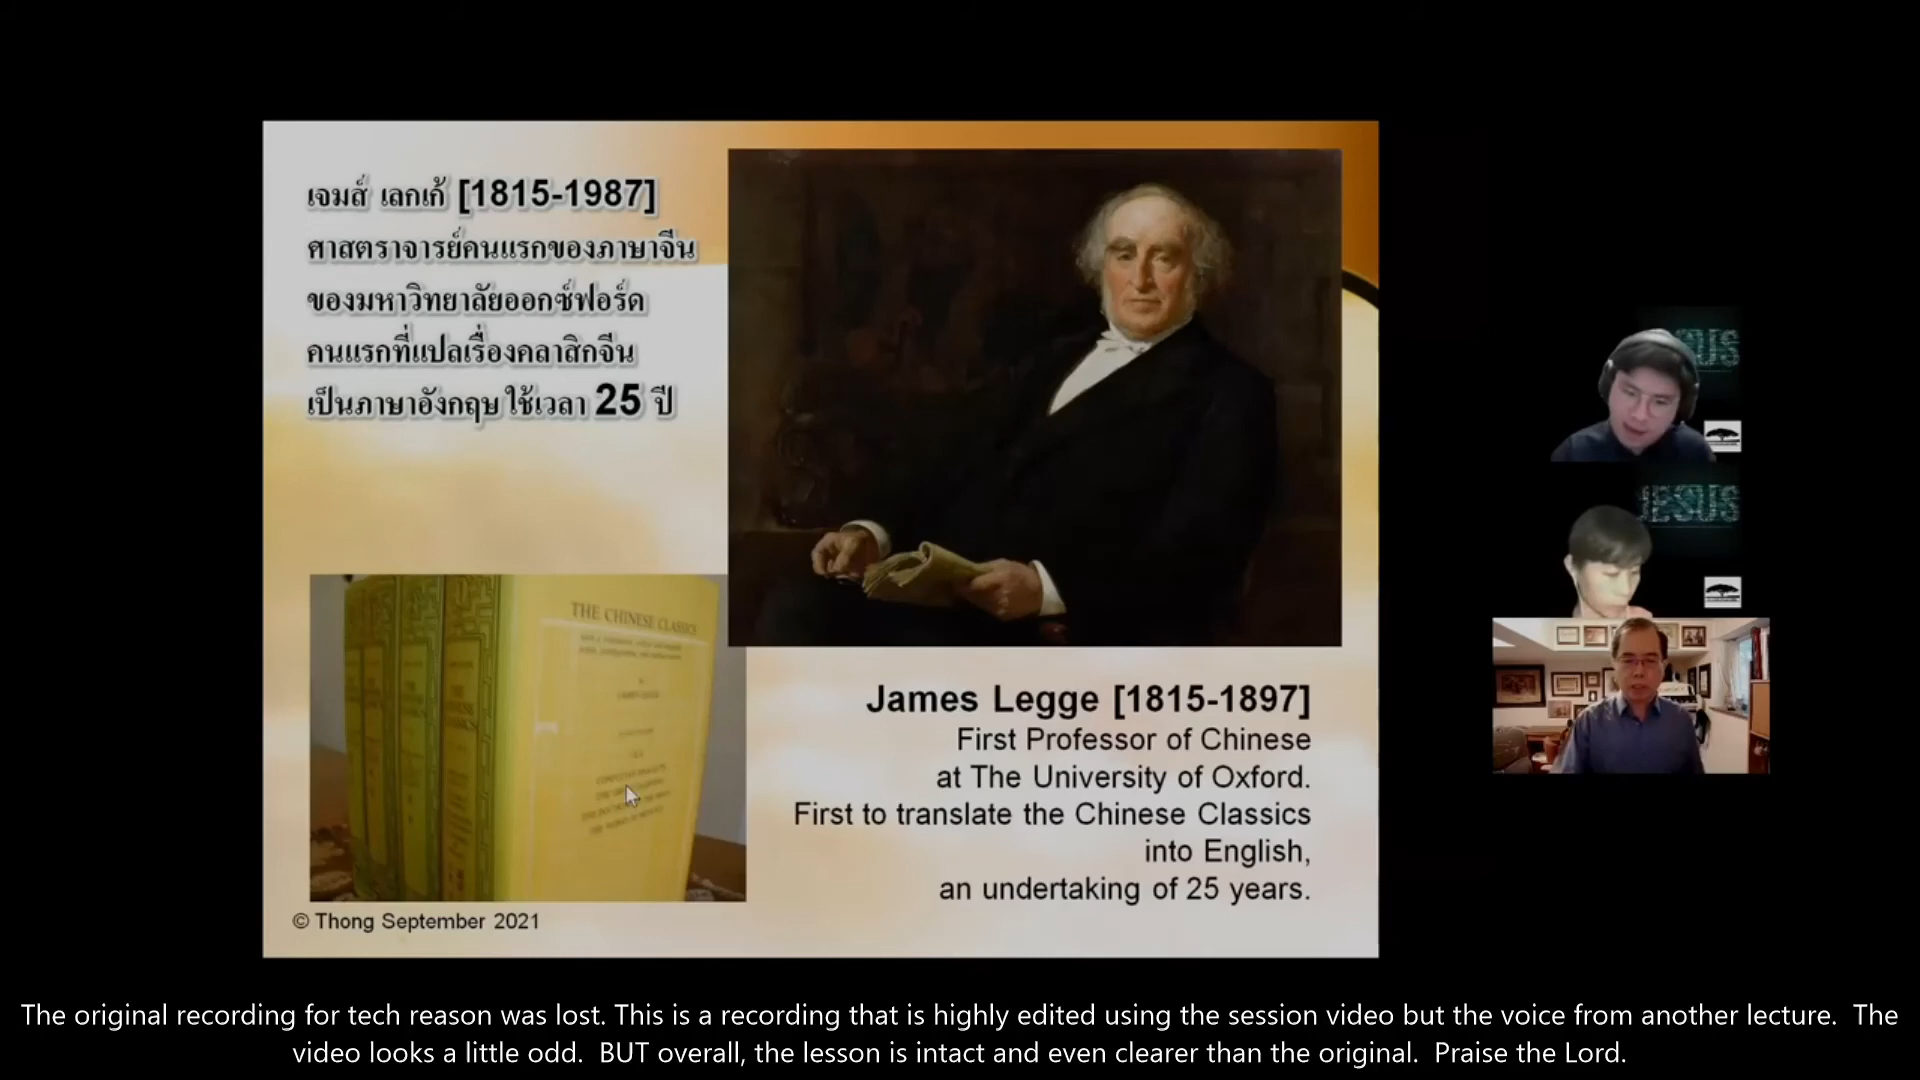 เจมส์ เลกเก้ [1815-1987]
ศาสตราจารย์คนแรกของภาษาจีน
ของมหาวิทยาลัยออกซ์ฟอร์ด
คนแรกที่แปลเรื่องคลาสิกจีน
เป็นภาษาอังกฤษ ใช้เวลา 25 ปี
THE CHINESE CLASSICS
James Legge [1815-1897]
First Professor of Chinese
at The University of Oxford.
First to translate the Chinese Classics
into English,
an undertaking of 25 years.
© Thong September 2021
JESUS
The original recording for tech reason was lost. This is a recording that is highly edited using the session video but the voice from another lecture. The
video looks a little odd. BUT overall, the lesson is intact and even clearer than the original. Praise the Lord.